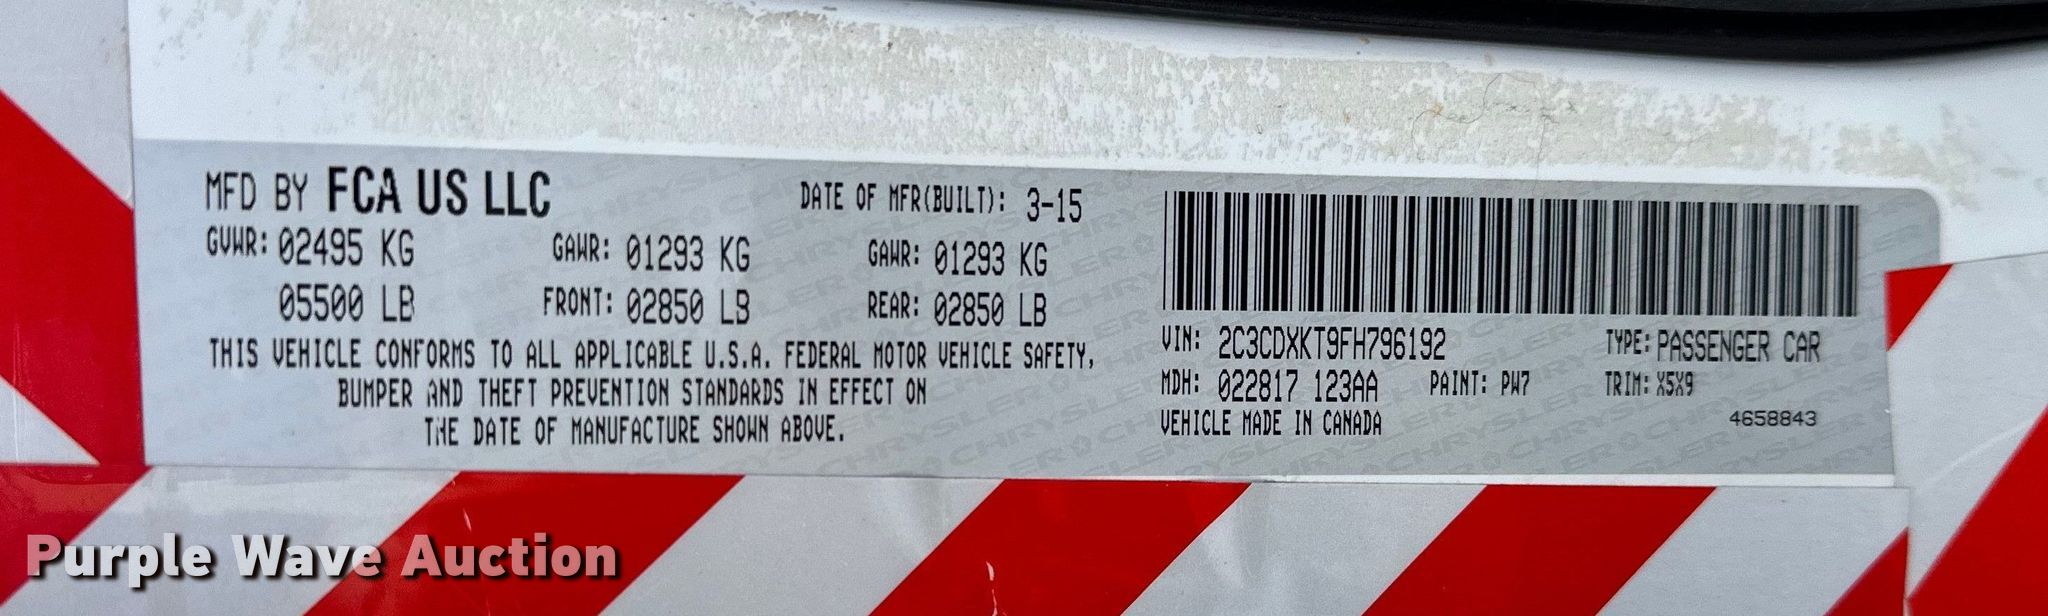 MFD BY FCA US LLC DATE OF MFR(BUILT): 3-15
GVWR: 02495 KG GAWR: 01293 KG GAWR: 01293 KG
05500 LB FRONT: 02850 LB REAR: 02850 LB
THIS VEHICLE CONFORMS TO ALL APPLICABLE U.S.A. FEDERAL MOTOR VEHICLE SAFETY,
BUMPER AND THEFT PREVENTION STANDARDS IN EFFECT ON
THE DATE OF MANUFACTURE SHOWN ABOVE.
VIN: 2C3CDXKT9FH796192 TYPE: PASSENGER CAR
MDH: 022817 123AA PAINT: PW7 TRIM: X5X9
VEHICLE MADE IN CANADA 4658843
Purple Wave Auction